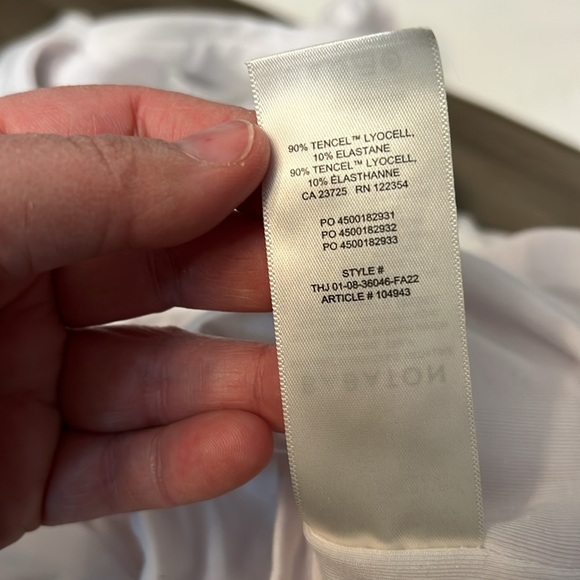 90% TENCEL™ LYOCELL,
10% ELASTANE
90% TENCEL™ LYOCELL,
10% ÉLASTHANNE
CA 23725 RN 122354
PO 4500182931
PO 4500182932
PO 4500182933
STYLE #
THJ 01-08-36046-FA22
ARTICLE # 104943
BABATON